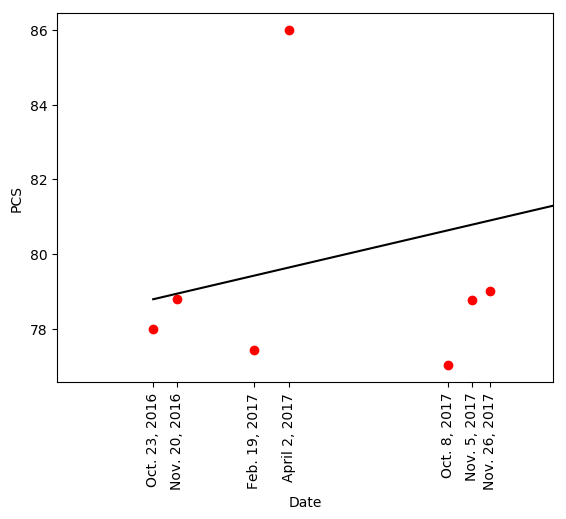 86
84
82
80
78
PCS
Oct. 23, 2016
Nov. 20, 2016
Feb. 19, 2017
April 2, 2017
Oct. 8, 2017
Nov. 5, 2017
Nov. 26, 2017
Date